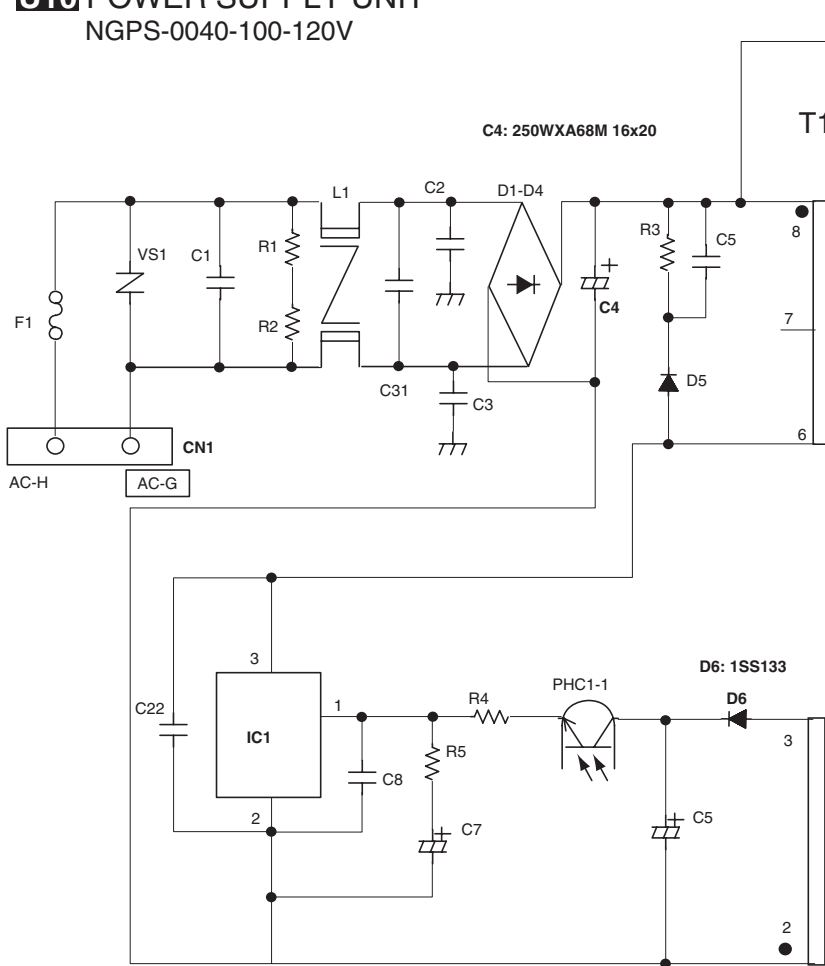 POWER SUPPLY UNIT
NGPS-0040-100-120V
C4: 250WXA68M 16x20
T1
L1
C2
D1-D4
VS1
C1
R1
R3
C5
8
F1
R2
C4
7
C31
C3
D5
CN1
6
AC-H
AC-G
3
PHC1-1
D6: 1SS133
D6
C22
1
R4
IC1
R5
3
C8
2
C7
C5
2